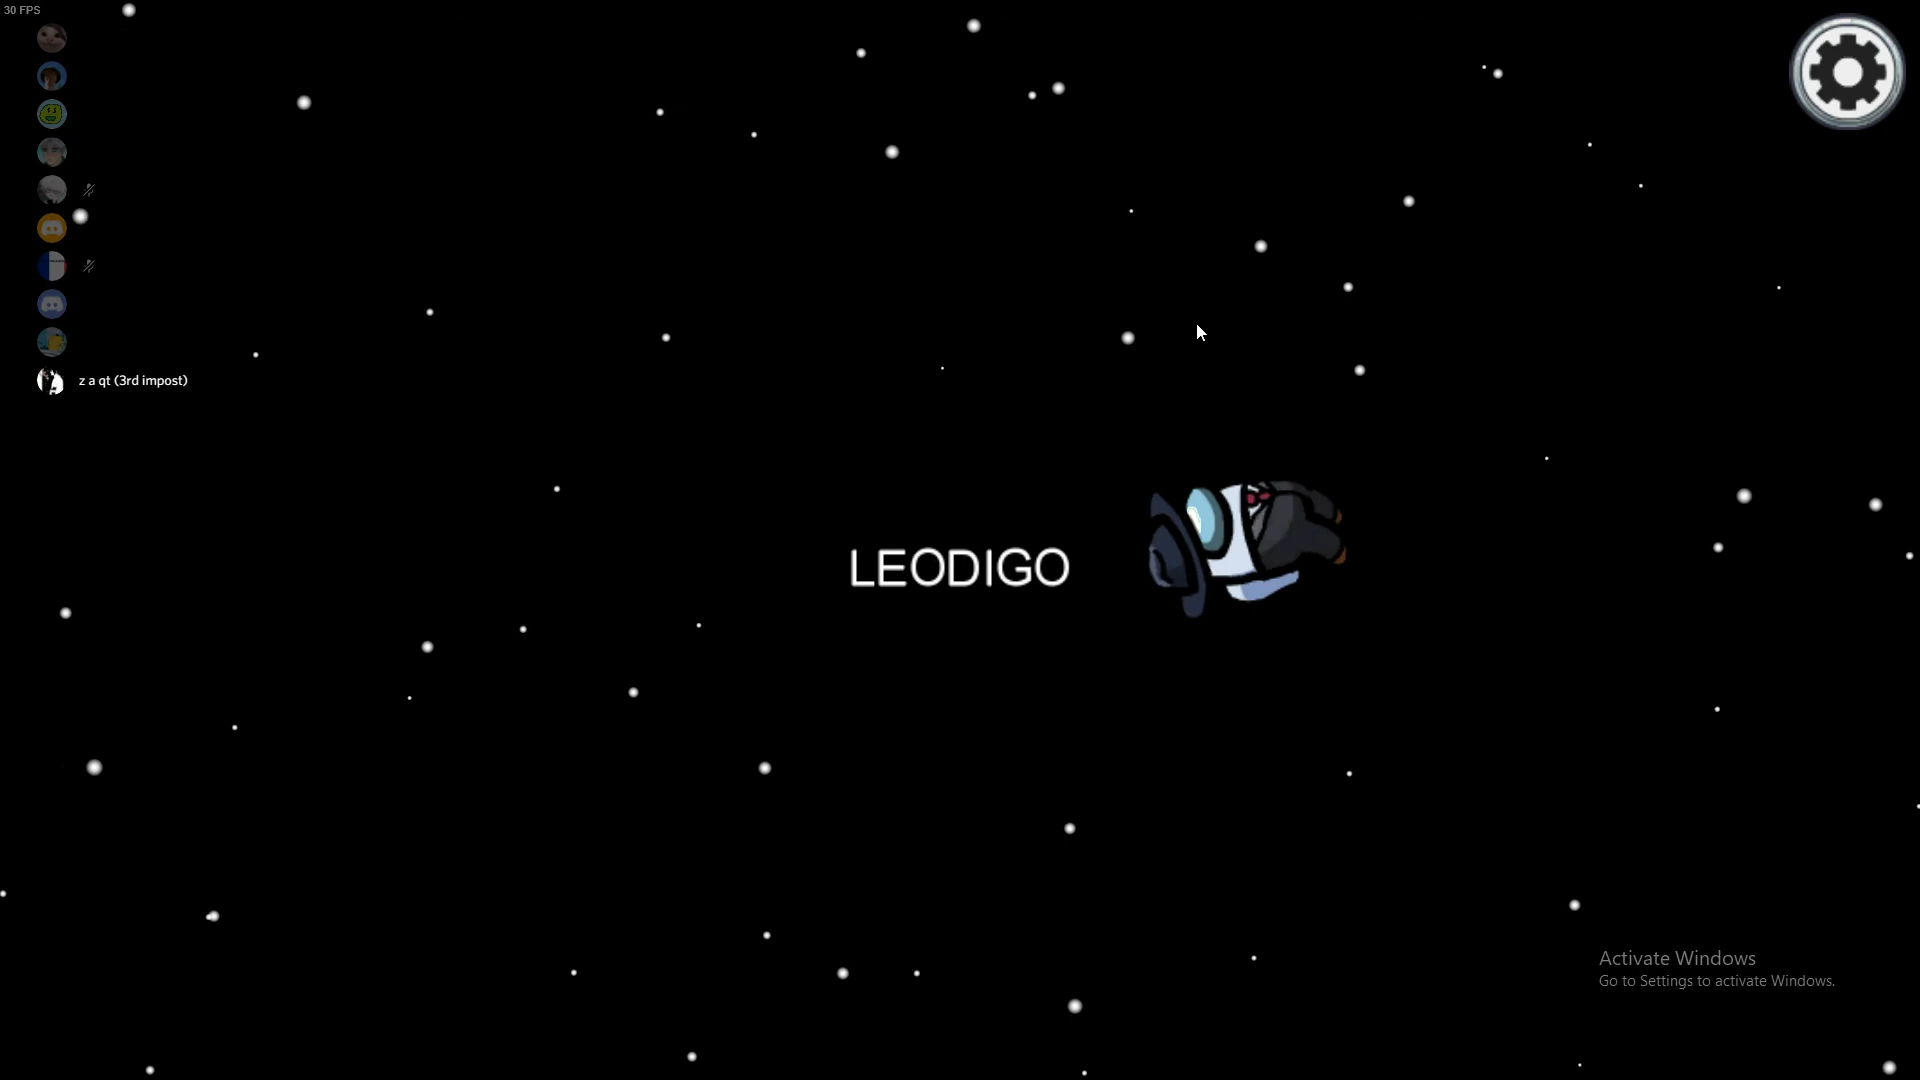 30 FPS
z a qt (3rd impost)
LEODIGO
Activate Windows
Go to Settings to activate Windows.